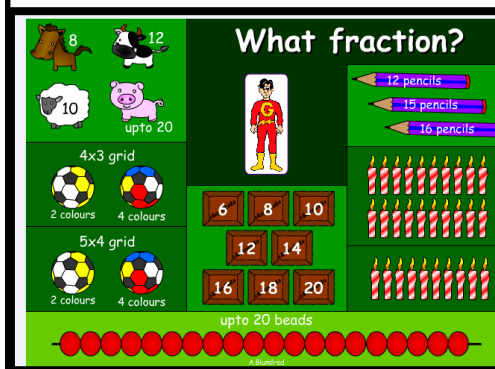 What fraction?
8
12
10
upto 20
G
12 pencils
15 pencils
16 pencils
4x3 grid
2 colours 4 colours
5x4 grid
2 colours 4 colours
6 8 10
12 14
16 18 20
upto 20 beads
A.Blundred